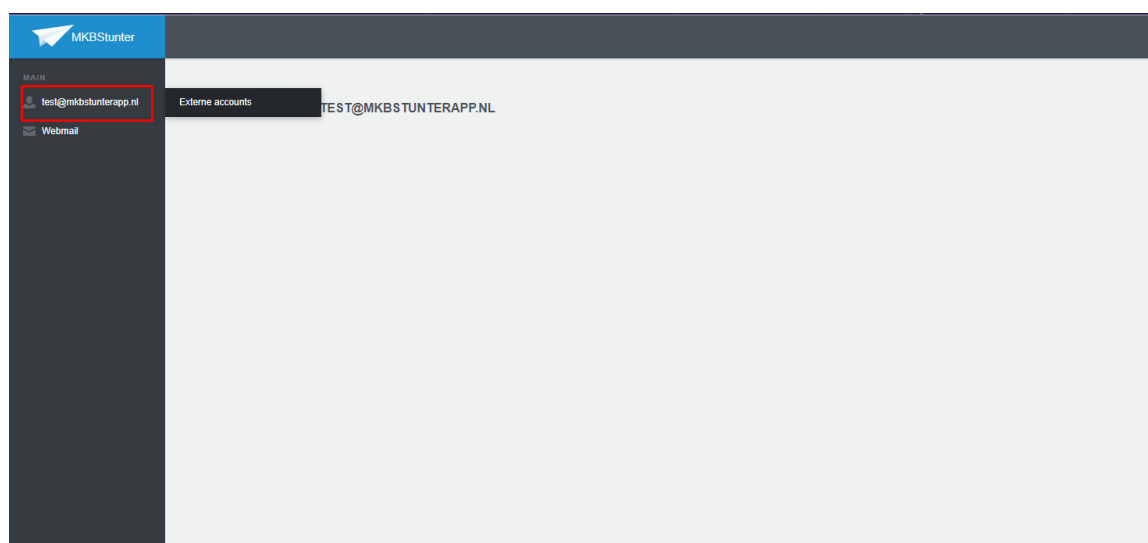 MKBStunter
MAIN
test@mkbstunterapp.nl
Externe accounts
TEST@MKBSTUNTERAPP.NL
Webmail